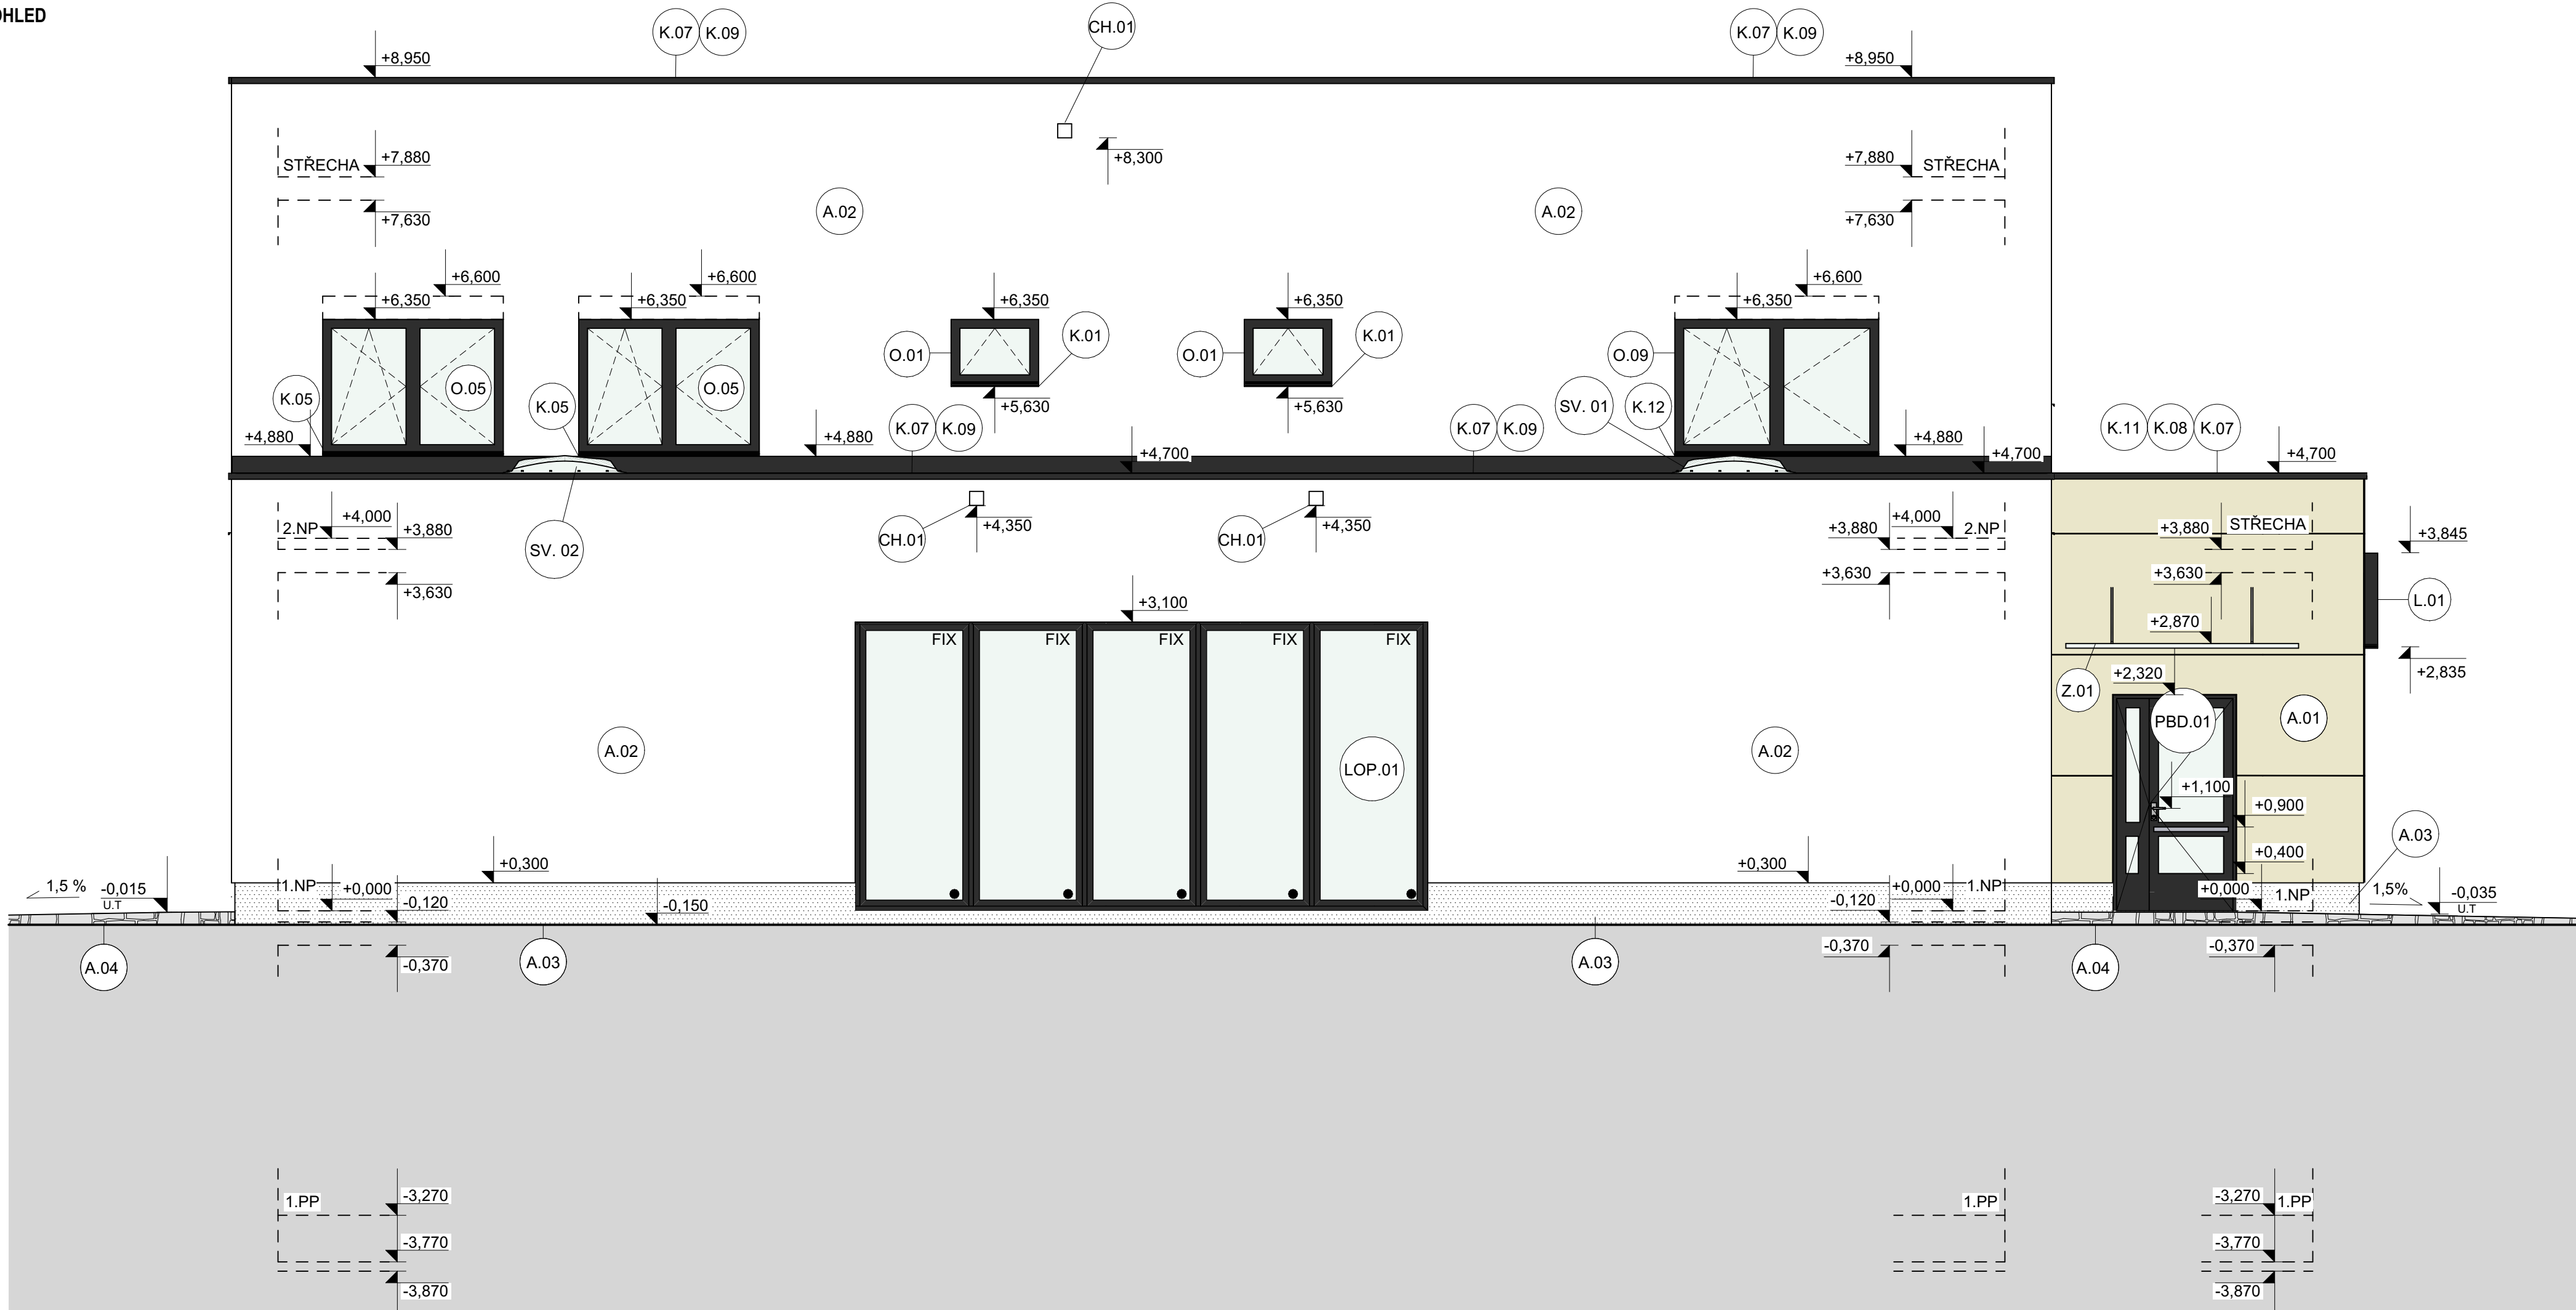 OHLED
K.07 K.09
CH.01
K.07 K.09
+8,950
+8,950
STŘECHA +7,880
+8,300
+7,880 STŘECHA
+7,630
A.02
A.02
+7,630
+6,600
+6,600
+6,600
+6,350
+6,350
+6,350
+6,350
+6,350
O.01
K.01
O.01
K.01
O.09
K.05
O.05
K.05
O.05
+5,630
+5,630
SV. 01
K.12
+4,880
+4,880
K.07 K.09
K.07 K.09
+4,880
K.11 K.08 K.07
+4,700
+4,700
+4,700
2.NP +4,000
+3,880
SV. 02
CH.01
+4,350
CH.01
+4,350
+3,880
+4,000
2.NP
+3,880
STŘECHA
+3,845
+3,630
+3,630
+3,630
L.01
+3,100
+2,870
FIX
FIX
FIX
FIX
FIX
+2,835
+2,320
Z.01
PBD.01
A.01
A.02
LOP.01
A.02
+1,100
+0,900
A.03
+0,300
+0,300
+0,400
1,5 %
-0,015
U.T
1.NP
+0,000
-0,120
-0,150
-0,120
+0,000
1.NP
+0,000
1.NP
1,5%
-0,035
U.T
A.04
-0,370
A.03
A.03
-0,370
A.04
-0,370
1.PP
-3,270
1.PP
-3,270
1.PP
-3,770
-3,770
-3,870
-3,870